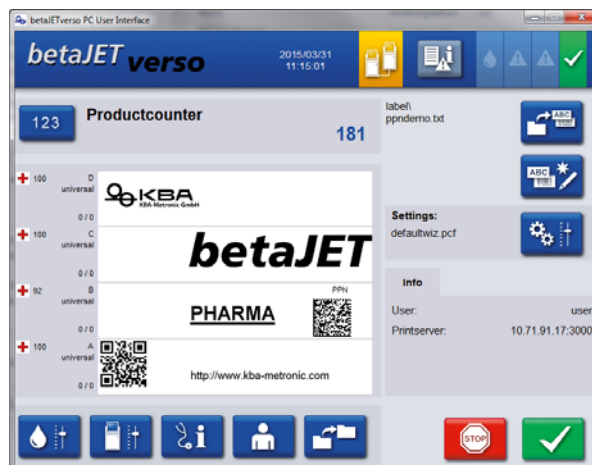 betaJETverso PC User Interface
betaJET verso
2015/03/31
11:15:01
123
Productcounter
181
label\
ppndemo.txt
ABC
ABC
Settings:
defaultwiz.pcf
Info
User: user
Printserver: 10.71.91.17:3000
100 D
universal
0 / 0
KBA
KBA-Metronic GmbH
100 C
universal
0 / 0
betaJET
92 B
universal
0 / 0
PHARMA
PPN
100 A
universal
0 / 0
http://www.kba-metronic.com
STOP